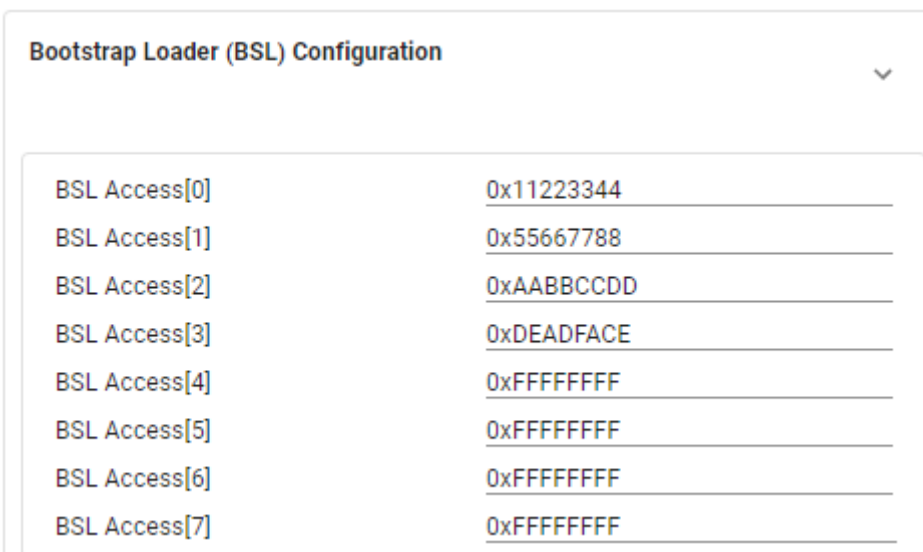 Bootstrap Loader (BSL) Configuration
BSL Access[0] 0x11223344
BSL Access[1] 0x55667788
BSL Access[2] 0xAABBCCDD
BSL Access[3] 0xDEADFACE
BSL Access[4] 0xFFFFFFFF
BSL Access[5] 0xFFFFFFFF
BSL Access[6] 0xFFFFFFFF
BSL Access[7] 0xFFFFFFFF